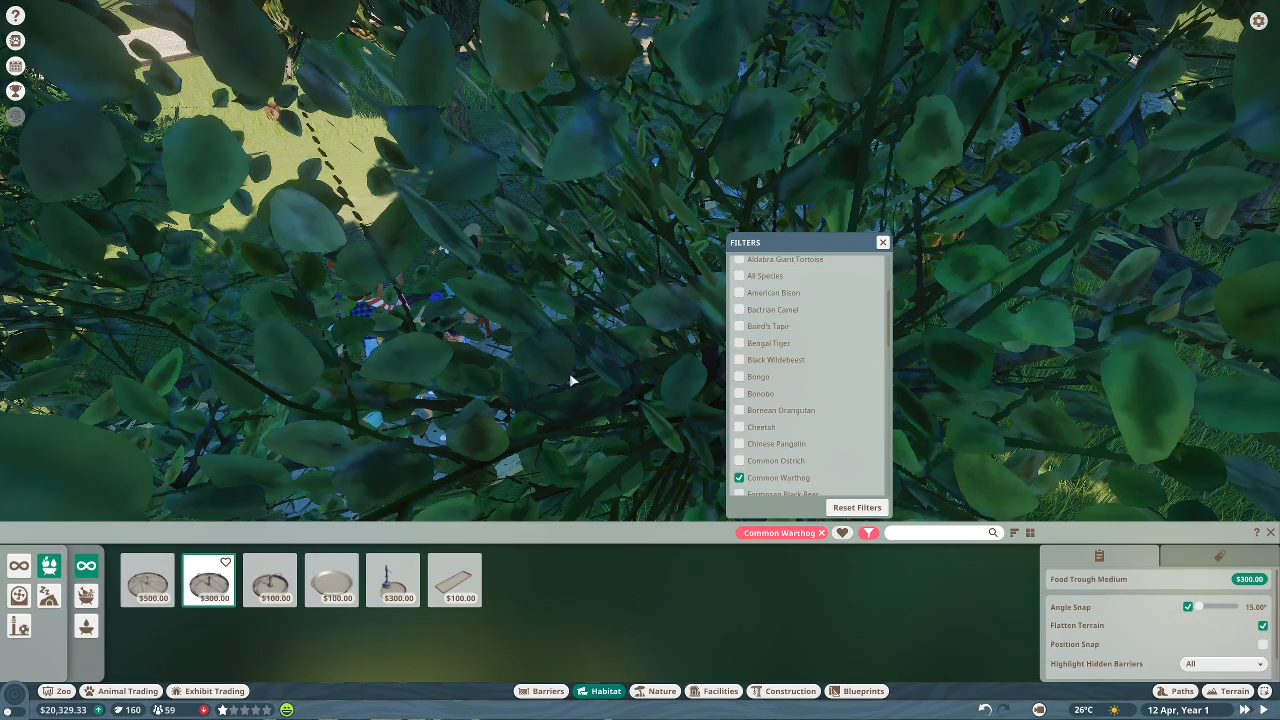 FILTERS
Aldabra Giant Tortoise
All Species
American Bison
Bactrian Camel
Baird's Tapir
Bengal Tiger
Black Wildebeest
Bongo
Bonobo
Bornean Orangutan
Cheetah
Chinese Pangolin
Common Ostrich
Common Warthog
Formosan Black Bear
Reset Filters
Common Warthog
$500.00
$300.00
$100.00
$100.00
$300.00
$100.00
Food Trough Medium $300.00
Angle Snap 15.00°
Flatten Terrain
Position Snap
Highlight Hidden Barriers All
Zoo Animal Trading Exhibit Trading Barriers Habitat Nature Facilities Construction Blueprints Paths Terrain
$20,329.33 160 59 26°C 12 Apr, Year 1